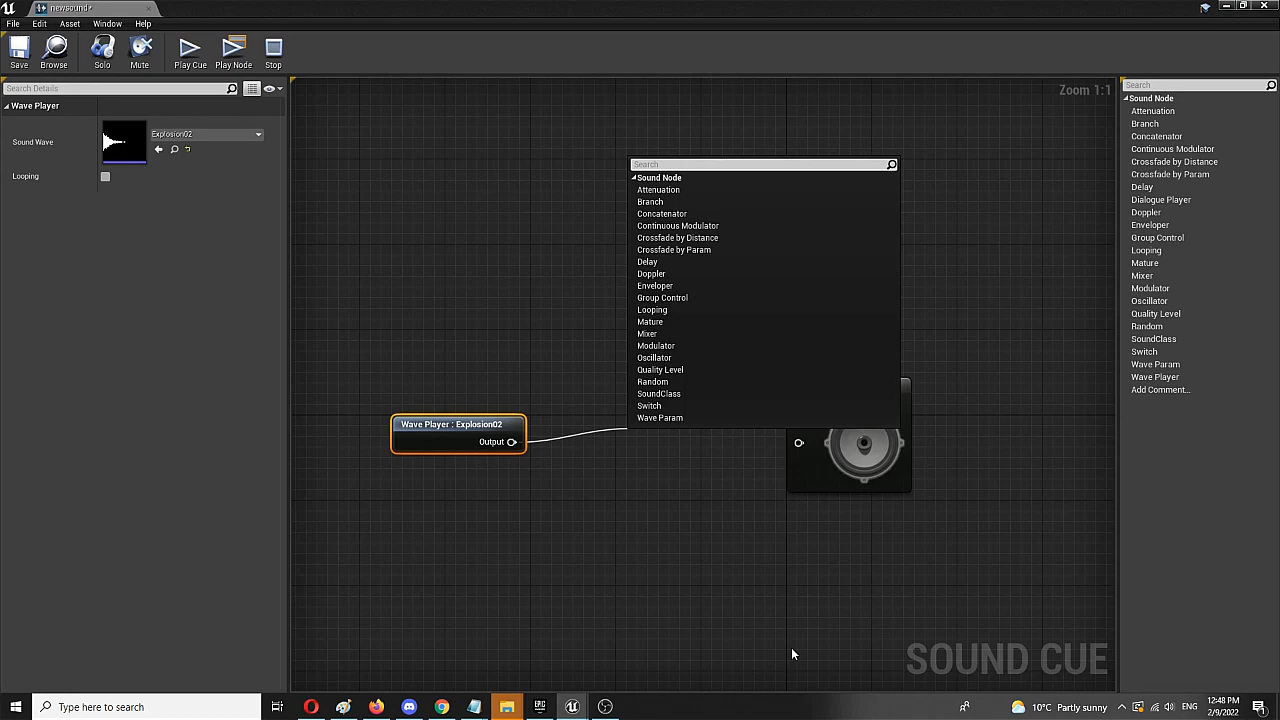 newsound*
File Edit Asset Window Help
Save Browse Solo Mute Play Cue Play Node Stop
Search Details
Wave Player
Sound Wave
Explosion02
Looping
Zoom 1:1
Search
Sound Node
Attenuation
Branch
Concatenator
Continuous Modulator
Crossfade by Distance
Crossfade by Param
Delay
Doppler
Enveloper
Group Control
Looping
Mature
Mixer
Modulator
Oscillator
Quality Level
Random
SoundClass
Switch
Wave Param
Wave Player : Explosion02
Output
SOUND CUE
Search
Sound Node
Attenuation
Branch
Concatenator
Continuous Modulator
Crossfade by Distance
Crossfade by Param
Delay
Dialogue Player
Doppler
Enveloper
Group Control
Looping
Mature
Mixer
Modulator
Oscillator
Quality Level
Random
SoundClass
Switch
Wave Param
Wave Player
Add Comment...
Type here to search
EPIC
10°C Partly sunny
ENG
12:48 PM
2/9/2022